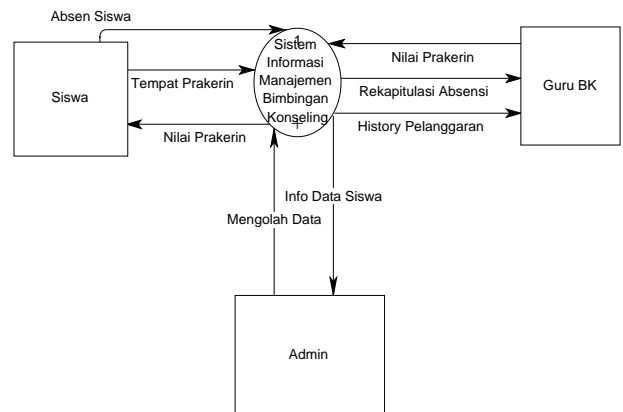 Absen Siswa
1
Sistem
Informasi
Manajemen
Bimbingan
Konseling
Nilai Prakerin
Tempat Prakerin
Siswa
Rekapitulasi Absensi
Guru BK
History Pelanggaran
Nilai Prakerin
Info Data Siswa
Mengolah Data
Admin